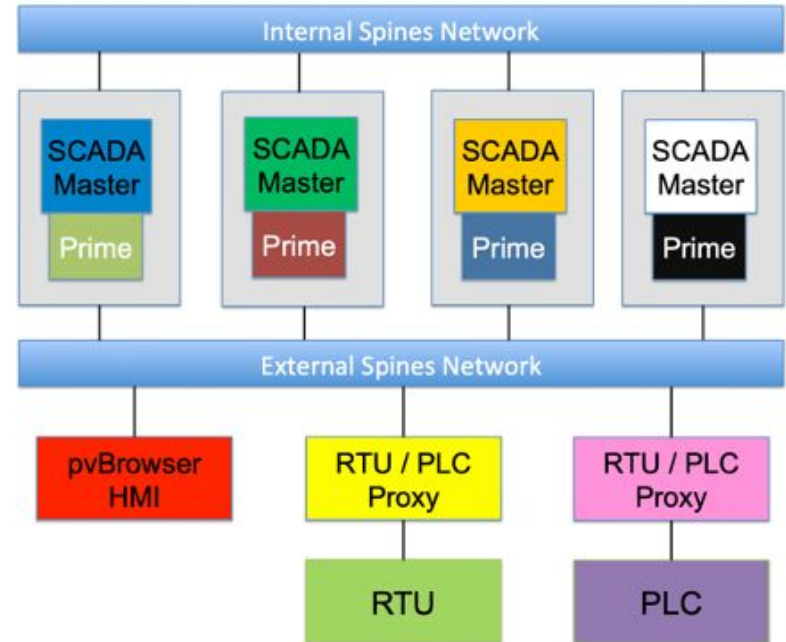 Internal Spines Network
SCADA
Master
Prime
SCADA
Master
Prime
SCADA
Master
Prime
SCADA
Master
Prime
External Spines Network
pvBrowser
HMI
RTU / PLC
Proxy
RTU / PLC
Proxy
RTU
PLC